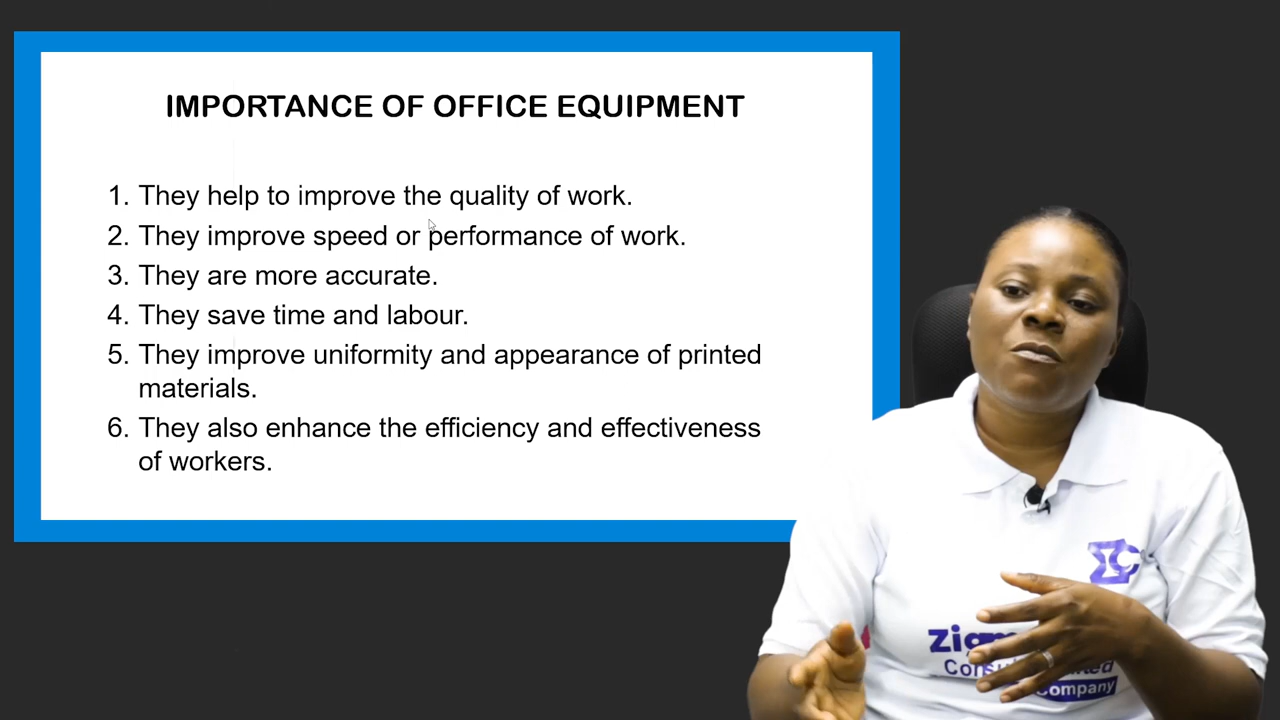 IMPORTANCE OF OFFICE EQUIPMENT
1. They help to improve the quality of work.
2. They improve speed or performance of work.
3. They are more accurate.
4. They save time and labour.
5. They improve uniformity and appearance of printed
materials.
6. They also enhance the efficiency and effectiveness
of workers.
Company